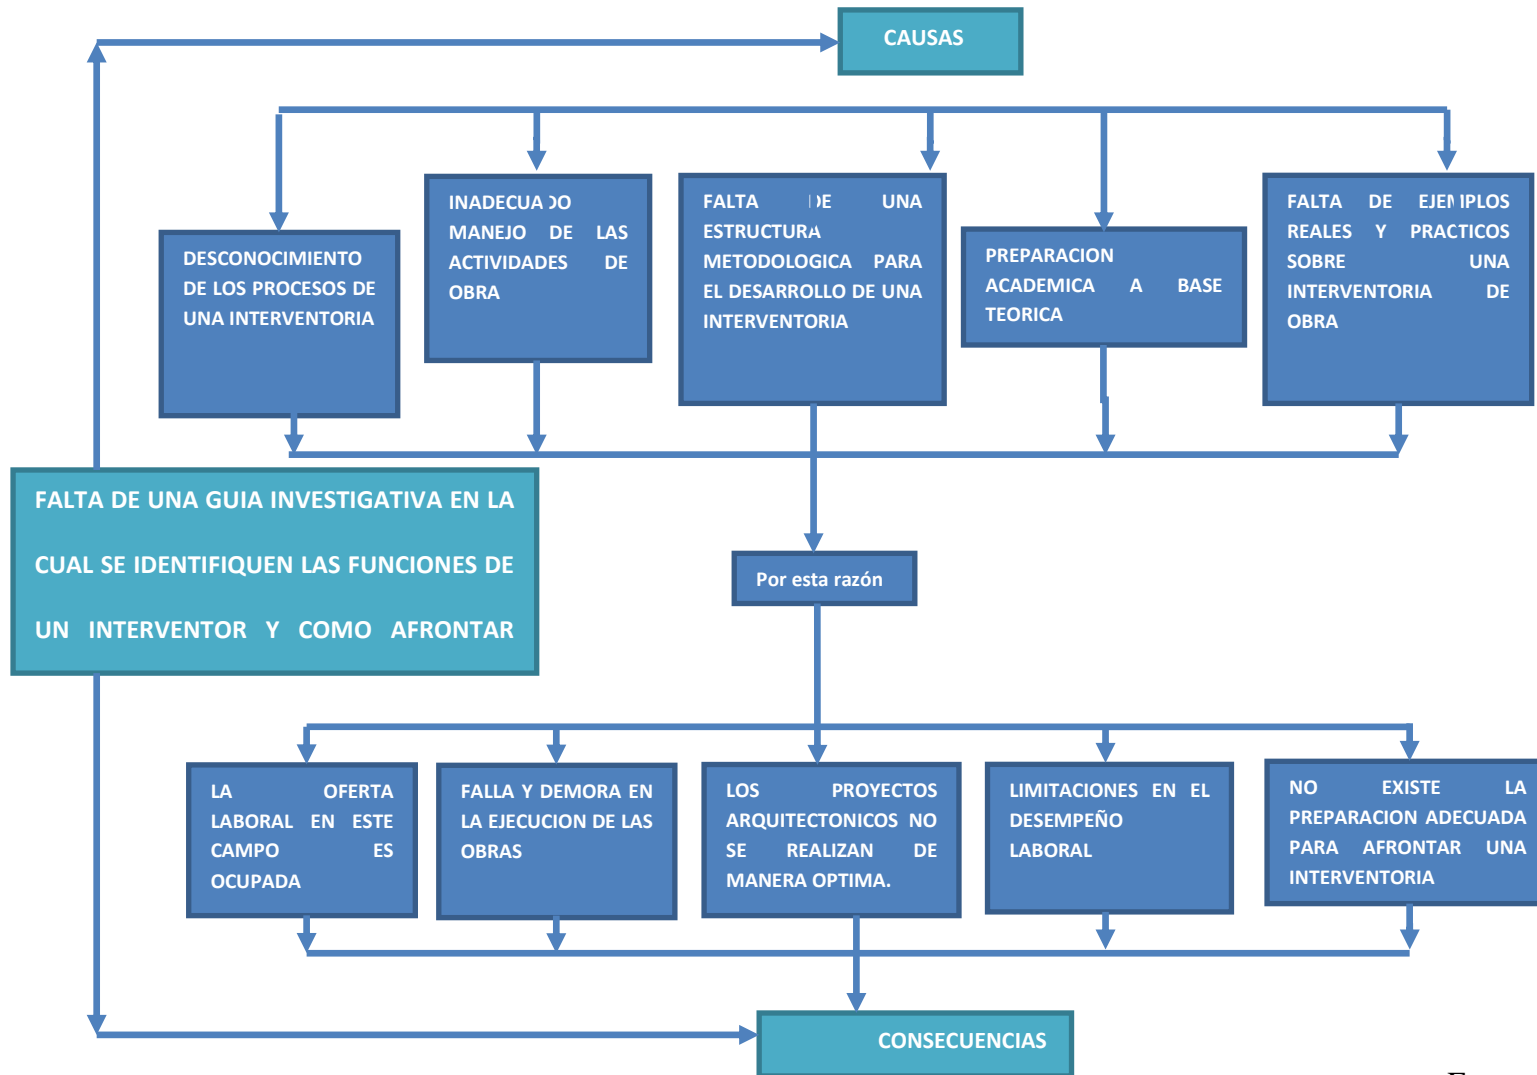 CAUSAS
DESCONOCIMIENTO
DE LOS PROCESOS DE
UNA INTERVENTORIA
INADECUADO
MANEJO DE LAS
ACTIVIDADES DE
OBRA
FALTA DE UNA
ESTRUCTURA
METODOLOGICA PARA
EL DESARROLLO DE UNA
INTERVENTORIA
PREPARACION
ACADEMICA A BASE
TEORICA
FALTA DE EJEMPLOS
REALES Y PRACTICOS
SOBRE UNA
INTERVENTORIA DE
OBRA
FALTA DE UNA GUIA INVESTIGATIVA EN LA
CUAL SE IDENTIFIQUEN LAS FUNCIONES DE
UN INTERVENTOR Y COMO AFRONTAR
Por esta razón
LA OFERTA
LABORAL EN ESTE
CAMPO ES
OCUPADA
FALLA Y DEMORA EN
LA EJECUCION DE LAS
OBRAS
LOS PROYECTOS
ARQUITECTONICOS NO
SE REALIZAN DE
MANERA OPTIMA.
LIMITACIONES EN EL
DESEMPEÑO
LABORAL
NO EXISTE LA
PREPARACION ADECUADA
PARA AFRONTAR UNA
INTERVENTORIA
CONSECUENCIAS